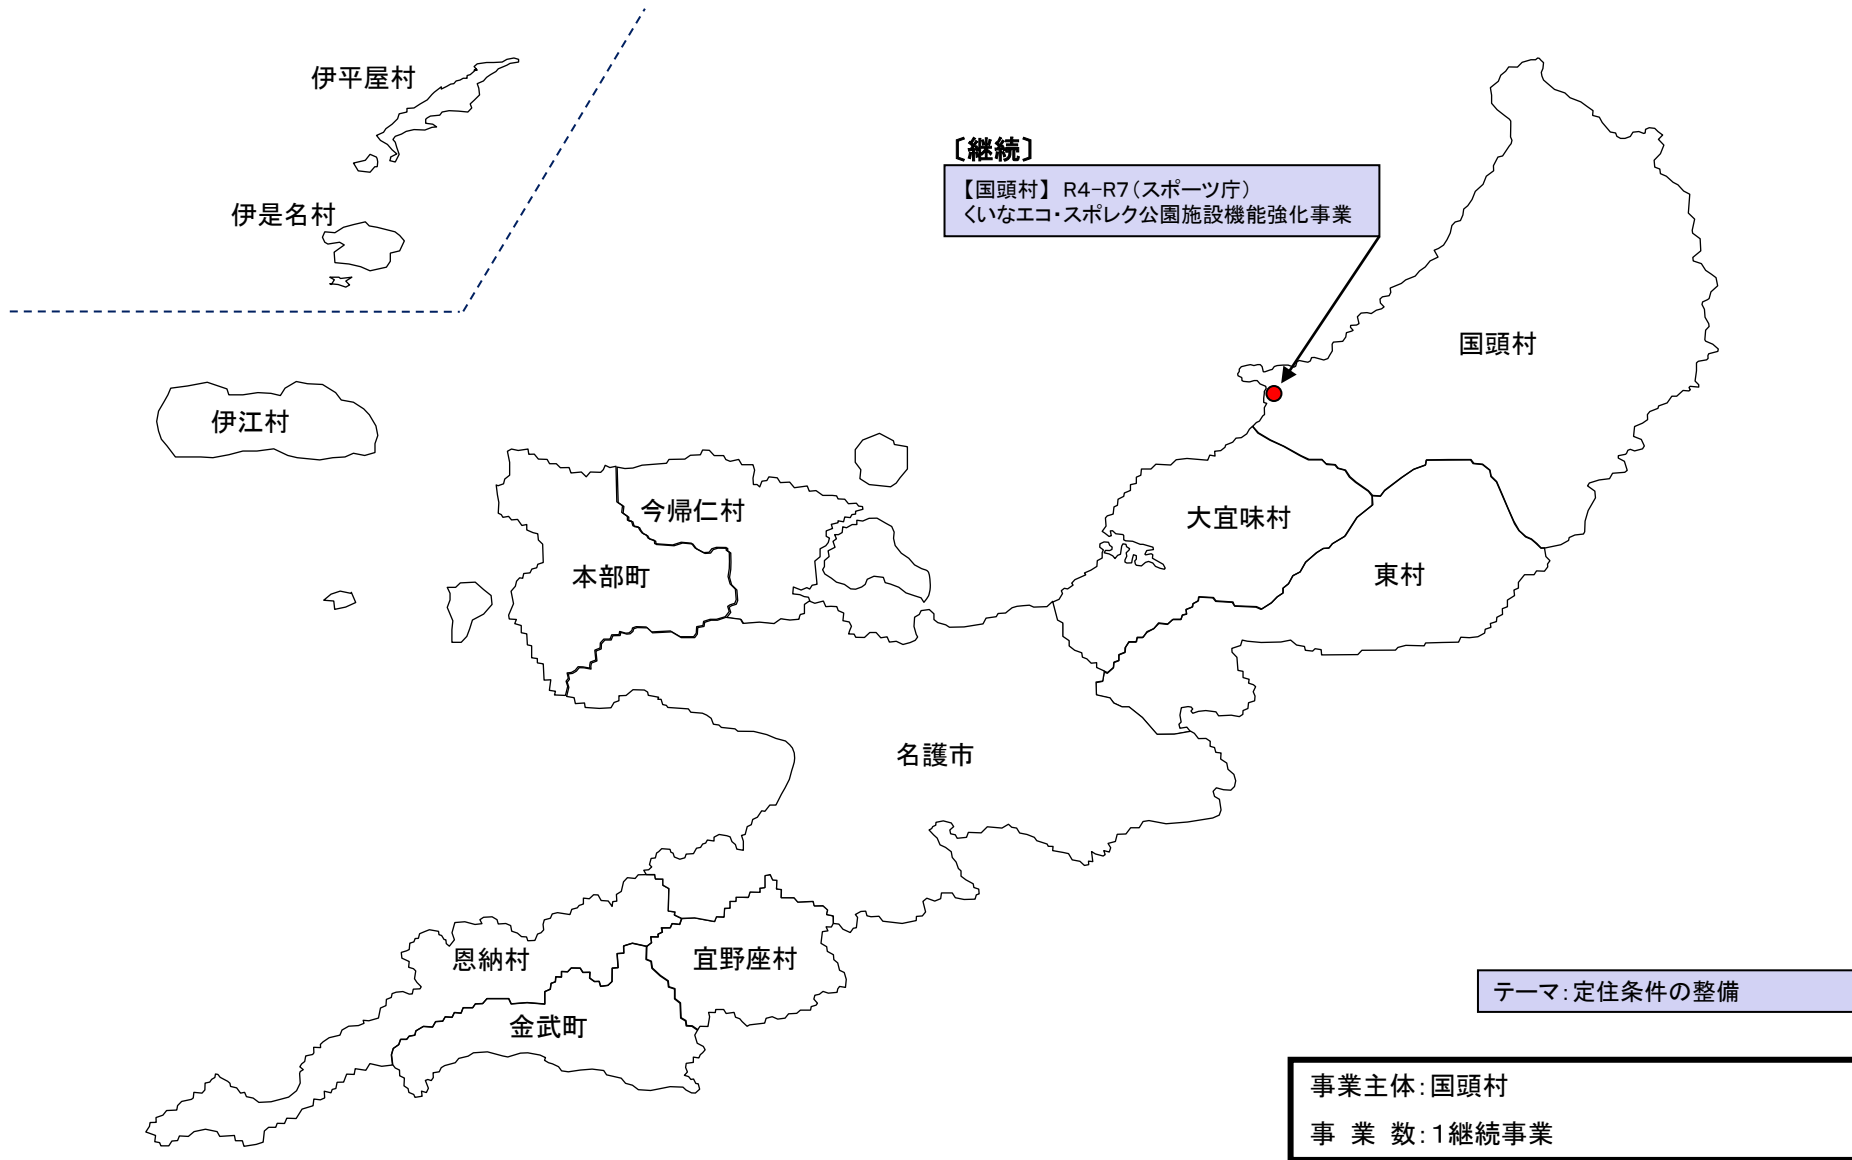 伊平屋村
〔継続〕
【国頭村】 R4-R7(スポーツ庁)
くいなエコ・スポレク公園施設機能強化事業
伊是名村
国頭村
伊江村
今帰仁村
大宜味村
本部町
東村
名護市
恩納村
宜野座村
金武町
テーマ:定住条件の整備
事業主体:国頭村
事 業 数:1継続事業